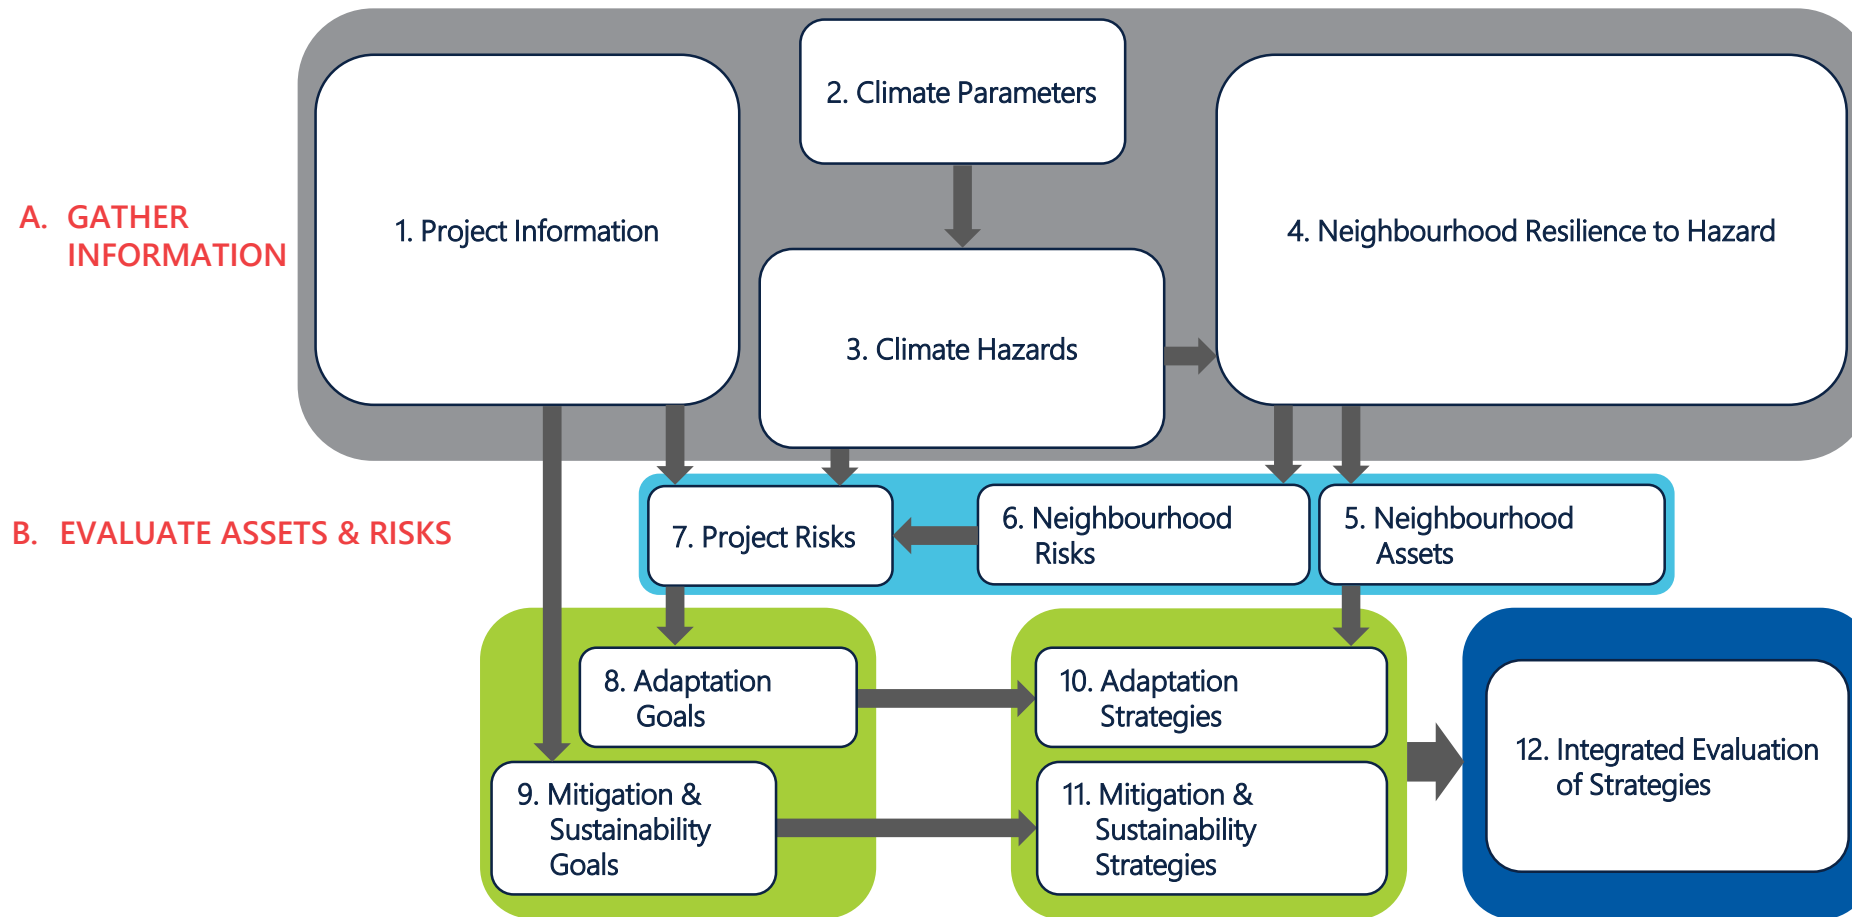 2. Climate Parameters
A. GATHER
INFORMATION
1. Project Information
4. Neighbourhood Resilience to Hazard
3. Climate Hazards
B. EVALUATE ASSETS & RISKS
7. Project Risks
6. Neighbourhood
Risks
5. Neighbourhood
Assets
8. Adaptation
Goals
10. Adaptation
Strategies
9. Mitigation &
Sustainability
Goals
11. Mitigation &
Sustainability
Strategies
12. Integrated Evaluation
of Strategies